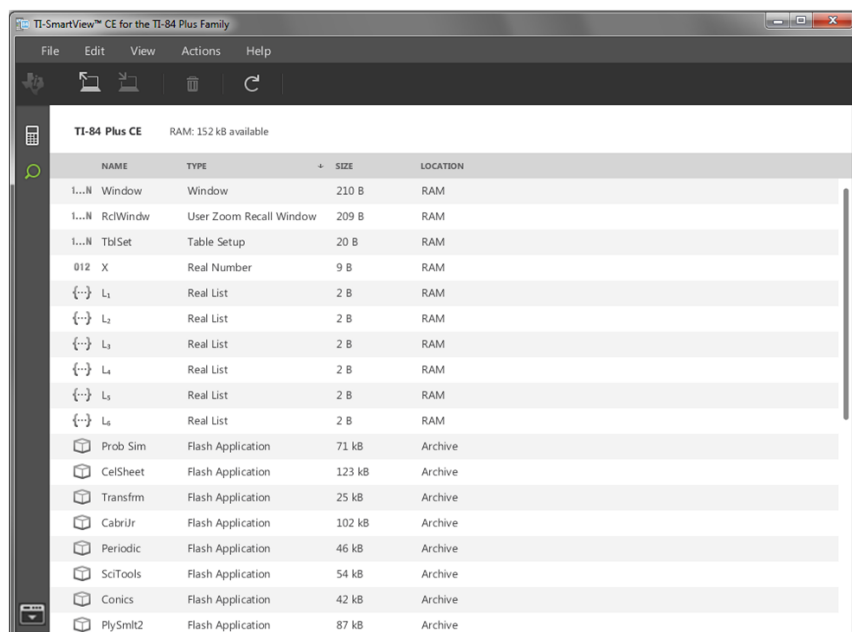 TI-SmartView™ CE for the TI-84 Plus Family
File Edit View Actions Help
TI-84 Plus CE RAM: 152 kB available
NAME TYPE SIZE LOCATION
1...N Window Window 210 B RAM
1...N RclWindw User Zoom Recall Window 209 B RAM
1...N TblSet Table Setup 20 B RAM
012 X Real Number 9 B RAM
{...} L₁ Real List 2 B RAM
{...} L₂ Real List 2 B RAM
{...} L₃ Real List 2 B RAM
{...} L₄ Real List 2 B RAM
{...} L₅ Real List 2 B RAM
{...} L₆ Real List 2 B RAM
Prob Sim Flash Application 71 kB Archive
CelSheet Flash Application 123 kB Archive
Transfrm Flash Application 25 kB Archive
CabriJr Flash Application 102 kB Archive
Periodic Flash Application 46 kB Archive
SciTools Flash Application 54 kB Archive
Conics Flash Application 42 kB Archive
PlySmlt2 Flash Application 87 kB Archive